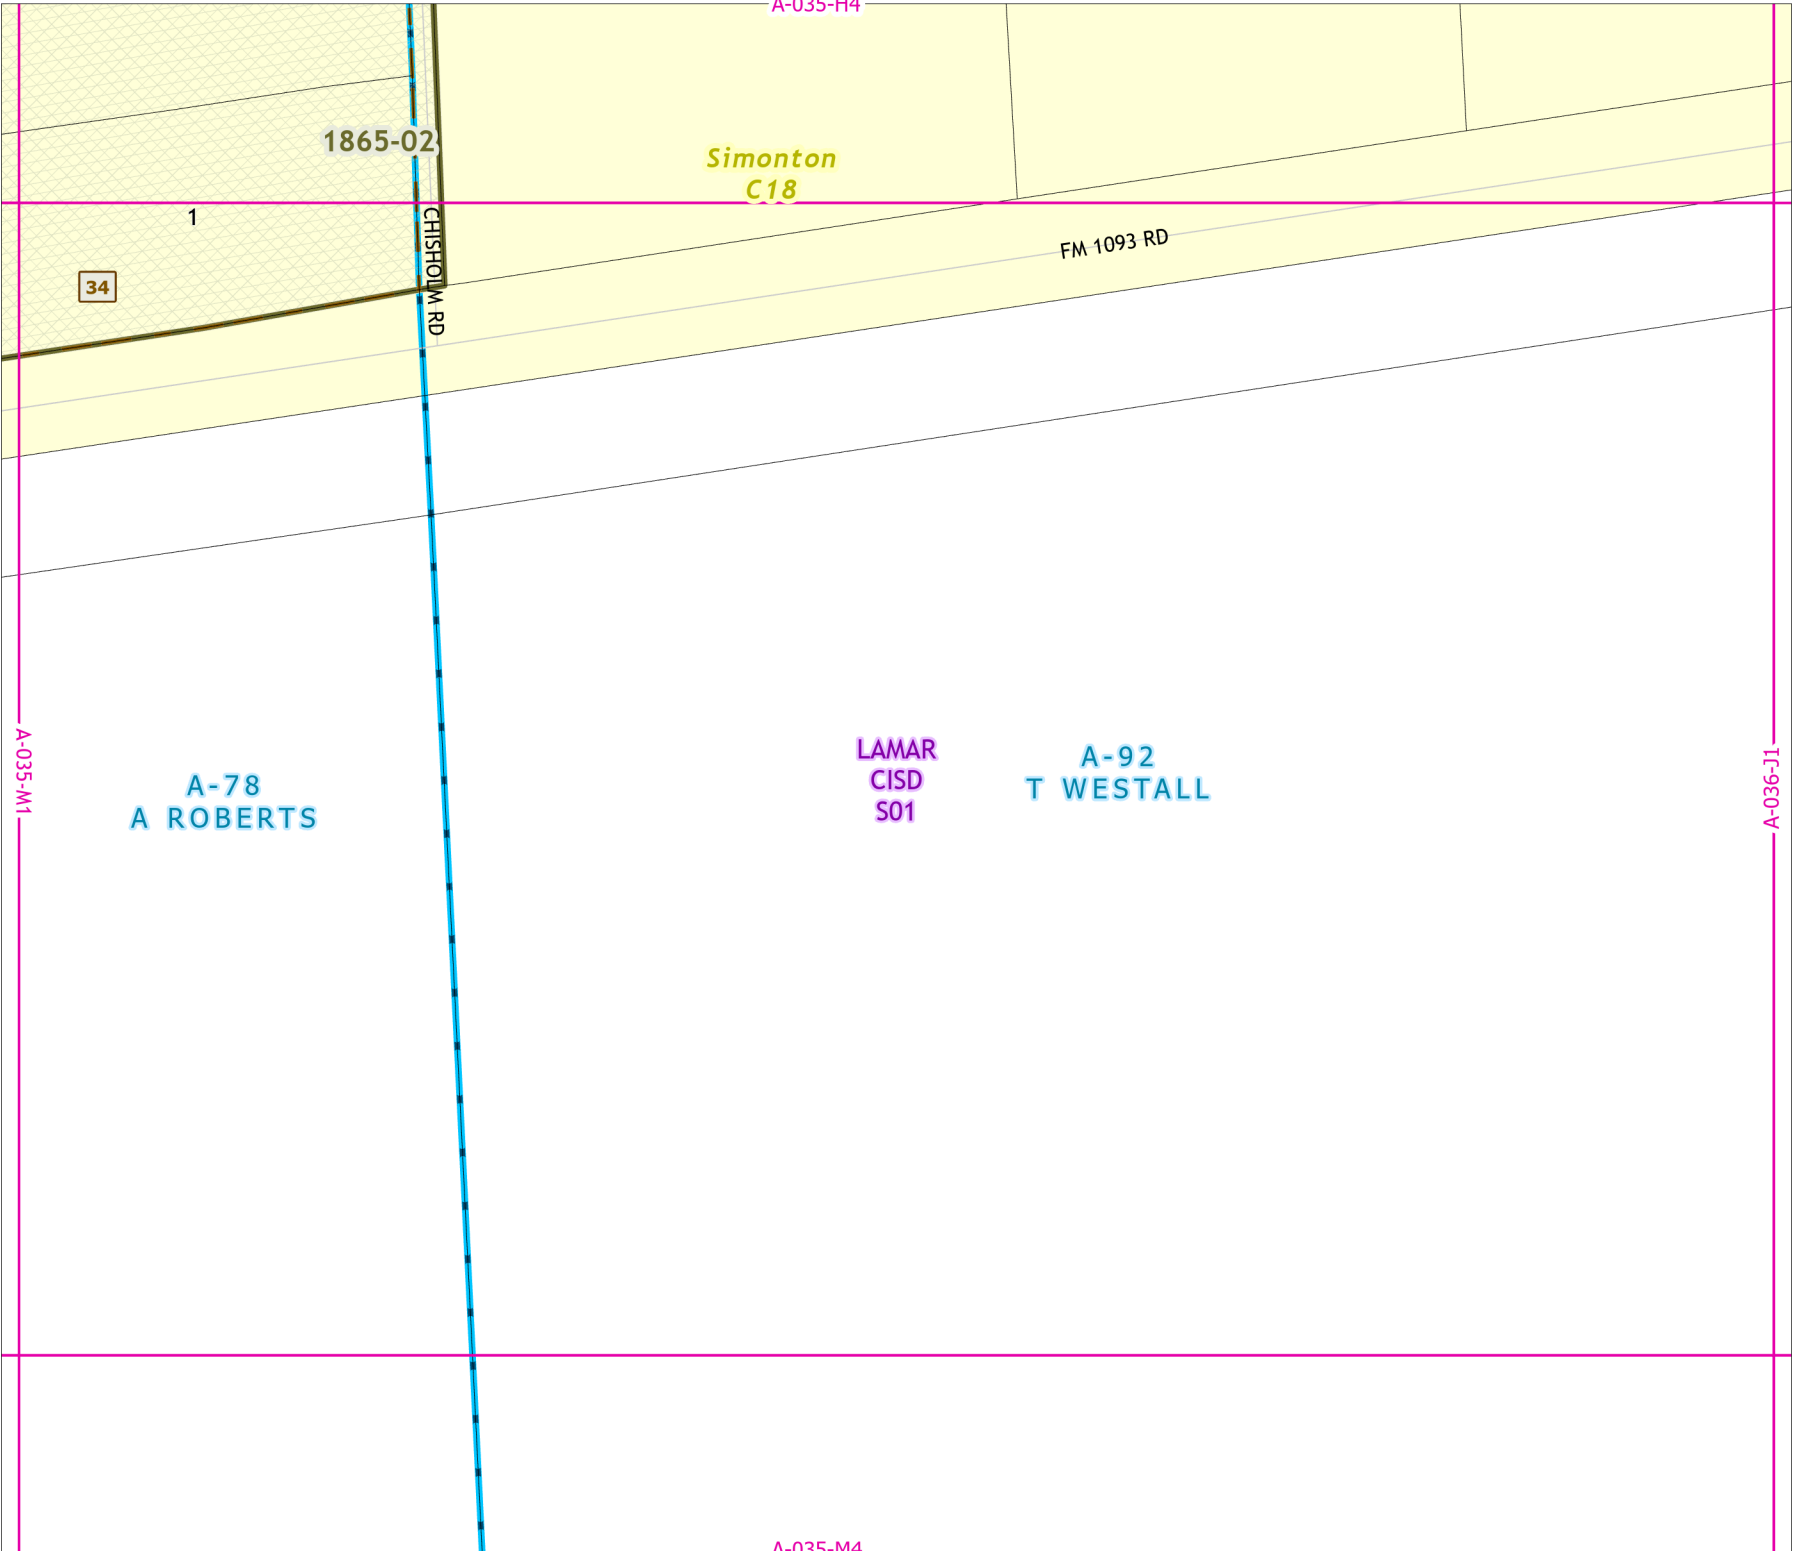 A-035-H4
1865-02
Simonton
C18
1
CHISHOLM RD
FM 1093 RD
34
A-035-M1
A-78
A ROBERTS
LAMAR
CISD
S01
A-92
T WESTALL
A-036-J1
A-035-M4